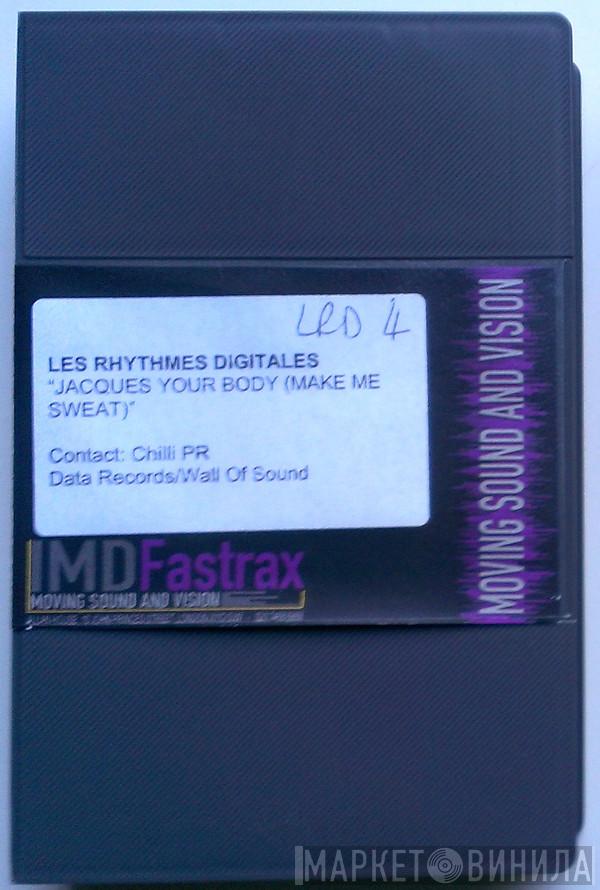 LRD 4
LES RHYTHMES DIGITALES
"JACQUES YOUR BODY (MAKE ME
SWEAT)"
Contact: Chilli PR
Data Records/Wall Of Sound
IMDFastrax
MOVING SOUND AND VISION
MOVING SOUND AND VISION
МАРКЕТ ВИНИЛА